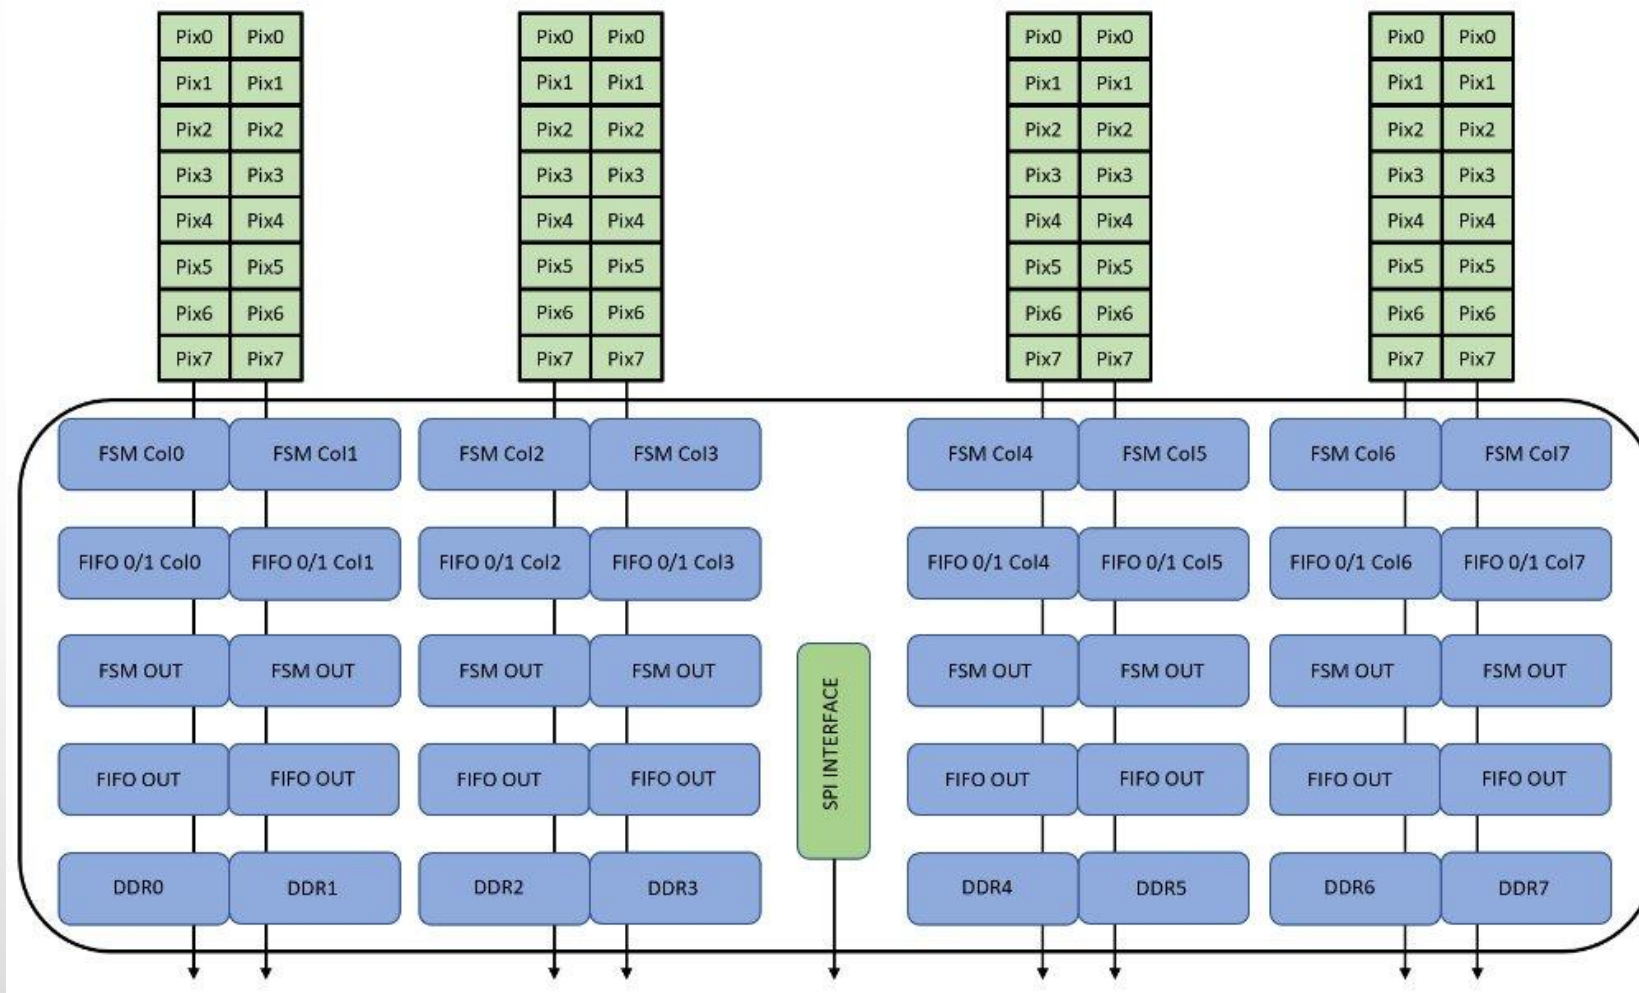 Pix0 Pix0 Pix0 Pix0 Pix0 Pix0 Pix0 Pix0
Pix1 Pix1 Pix1 Pix1 Pix1 Pix1 Pix1 Pix1
Pix2 Pix2 Pix2 Pix2 Pix2 Pix2 Pix2 Pix2
Pix3 Pix3 Pix3 Pix3 Pix3 Pix3 Pix3 Pix3
Pix4 Pix4 Pix4 Pix4 Pix4 Pix4 Pix4 Pix4
Pix5 Pix5 Pix5 Pix5 Pix5 Pix5 Pix5 Pix5
Pix6 Pix6 Pix6 Pix6 Pix6 Pix6 Pix6 Pix6
Pix7 Pix7 Pix7 Pix7 Pix7 Pix7 Pix7 Pix7
FSM Col0 FSM Col1 FSM Col2 FSM Col3 FSM Col4 FSM Col5 FSM Col6 FSM Col7
FIFO 0/1 Col0 FIFO 0/1 Col1 FIFO 0/1 Col2 FIFO 0/1 Col3 FIFO 0/1 Col4 FIFO 0/1 Col5 FIFO 0/1 Col6 FIFO 0/1 Col7
FSM OUT FSM OUT FSM OUT FSM OUT FSM OUT FSM OUT FSM OUT FSM OUT
SPI INTERFACE
FIFO OUT FIFO OUT FIFO OUT FIFO OUT FIFO OUT FIFO OUT FIFO OUT FIFO OUT
DDR0 DDR1 DDR2 DDR3 DDR4 DDR5 DDR6 DDR7